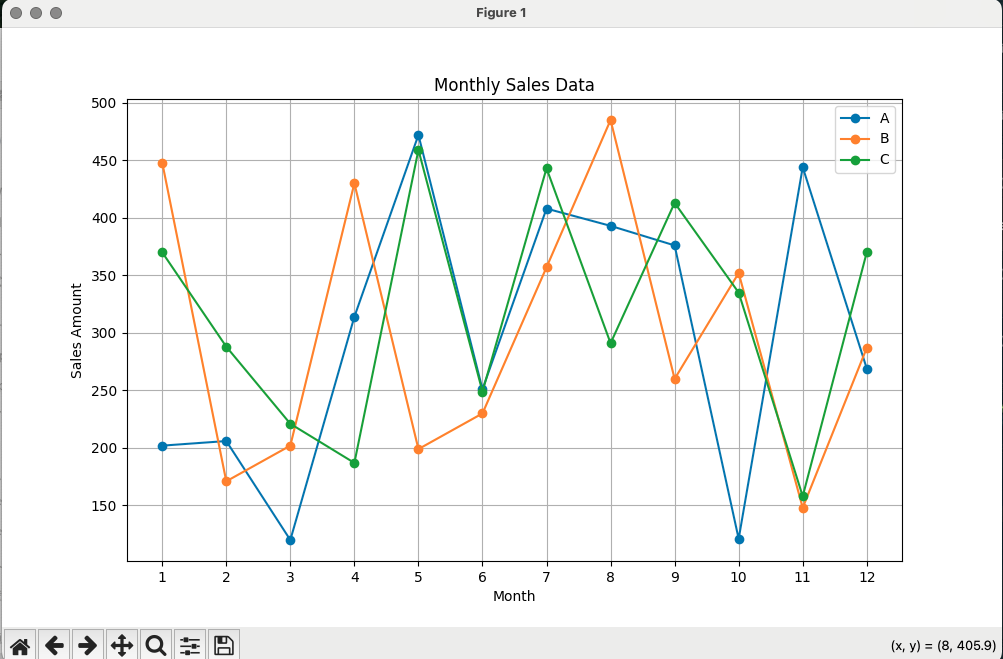 Figure 1
Monthly Sales Data
A
B
C
500
450
400
350
300
250
200
150
Sales Amount
1 2 3 4 5 6 7 8 9 10 11 12
Month
(x, y) = (8, 405.9)